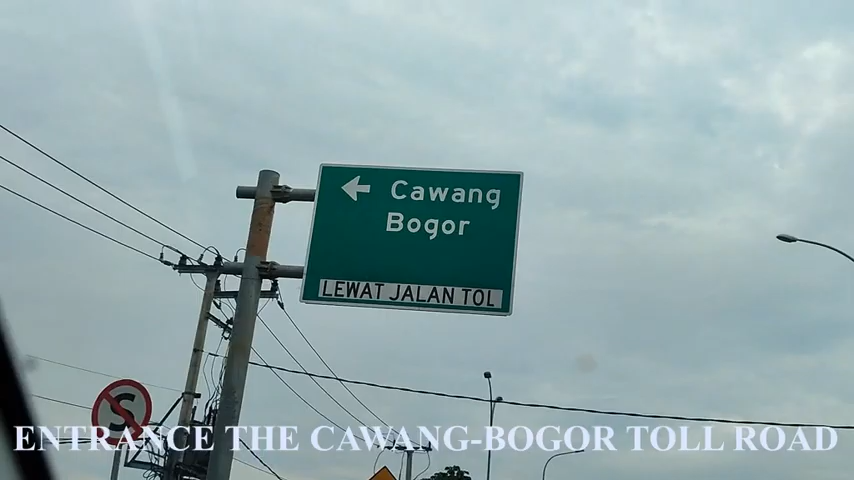 Cawang
Bogor
LEWAT JALAN TOL
S
ENTRANCE THE CAWANG-BOGOR TOLL ROAD